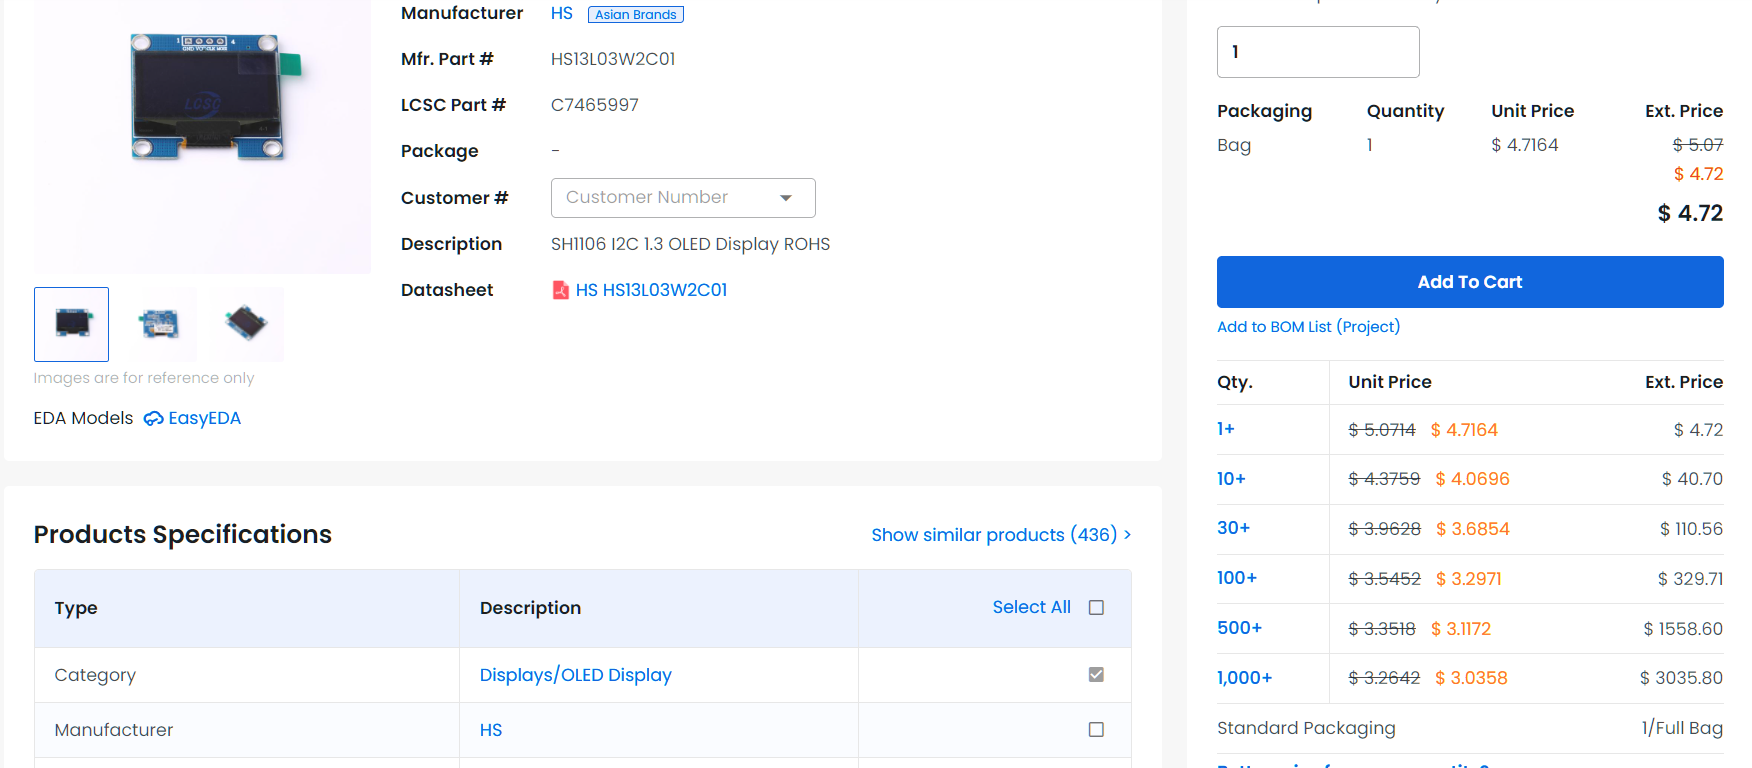 Manufacturer HS Asian Brands
Mfr. Part # HS13L03W2C01
LCSC Part # C7465997
Package -
Customer # Customer Number
Description SH1106 I2C 1.3 OLED Display ROHS
Datasheet HS HS13L03W2C01
LCSC
Images are for reference only
EDA Models EasyEDA
Products Specifications
Show similar products (436) >
Type Description Select All
Category Displays/OLED Display
Manufacturer HS
1
Packaging Quantity Unit Price Ext. Price
Bag 1 $ 4.7164 $ 5.07
$ 4.72
$ 4.72
Add To Cart
Add to BOM List (Project)
Qty. Unit Price Ext. Price
1+ $ 5.0714 $ 4.7164 $ 4.72
10+ $ 4.3759 $ 4.0696 $ 40.70
30+ $ 3.9628 $ 3.6854 $ 110.56
100+ $ 3.5452 $ 3.2971 $ 329.71
500+ $ 3.3518 $ 3.1172 $ 1558.60
1,000+ $ 3.2642 $ 3.0358 $ 3035.80
Standard Packaging 1/Full Bag